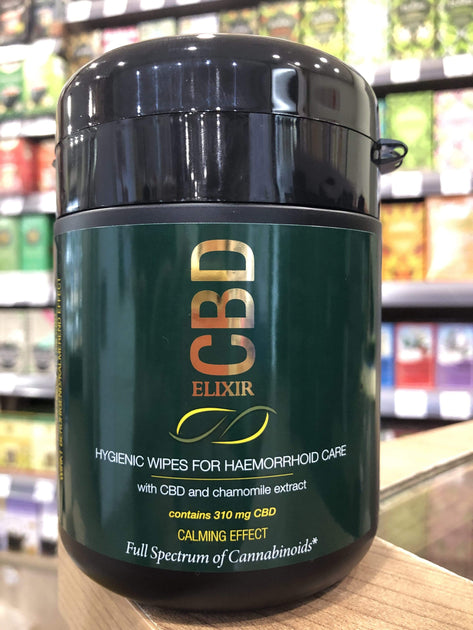 CBD
ELIXIR
HYGIENIC WIPES FOR HAEMORRHOID CARE
with CBD and chamomile extract
contains 310 mg CBD
CALMING EFFECT
Full Spectrum of Cannabinoids*